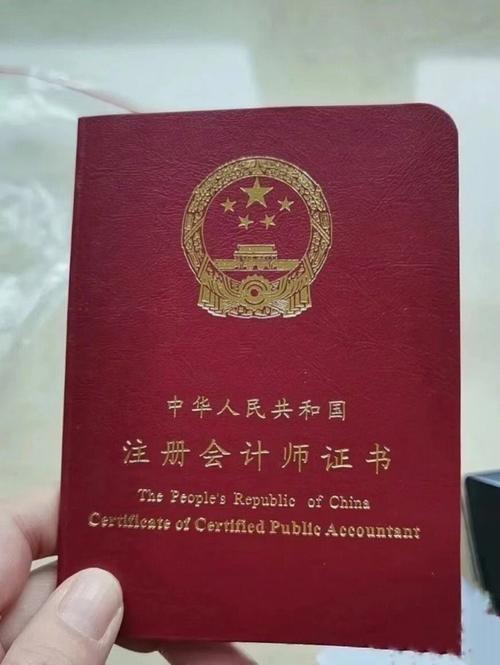 中华人民共和国
注册会计师证书
The People's Republic of China
Certificate of Certified Public Accountant